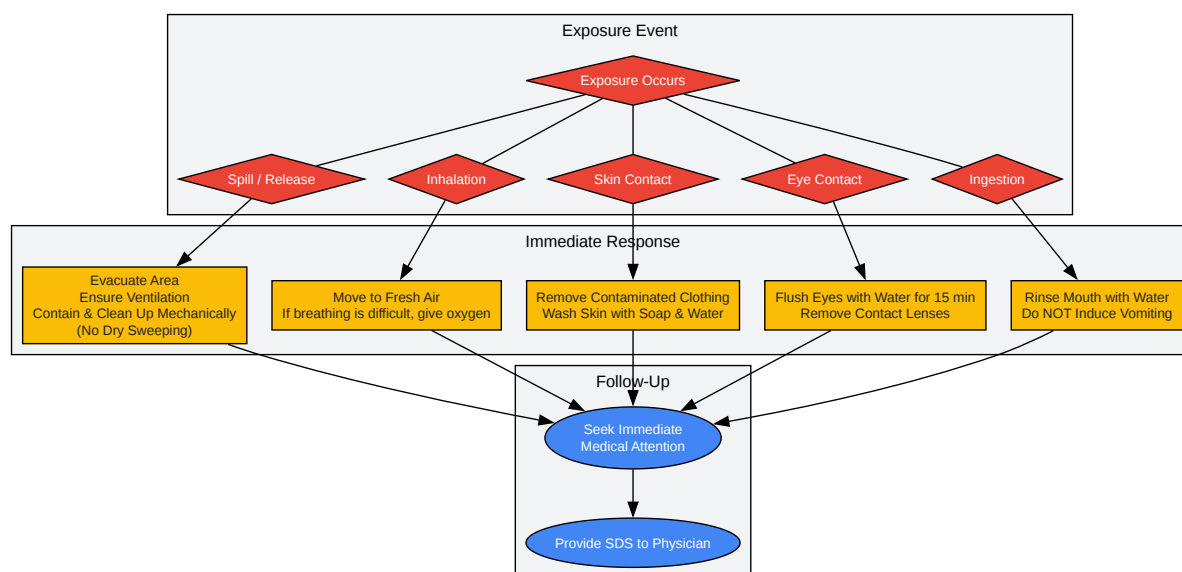 Exposure Event
Exposure Occurs
Spill / Release
Inhalation
Skin Contact
Eye Contact
Ingestion
Immediate Response
Evacuate Area
Ensure Ventilation
Contain & Clean Up Mechanically
(No Dry Sweeping)
Move to Fresh Air
If breathing is difficult, give oxygen
Remove Contaminated Clothing
Wash Skin with Soap & Water
Flush Eyes with Water for 15 min
Remove Contact Lenses
Rinse Mouth with Water
Do NOT Induce Vomiting
Follow-Up
Seek Immediate
Medical Attention
Provide SDS to Physician